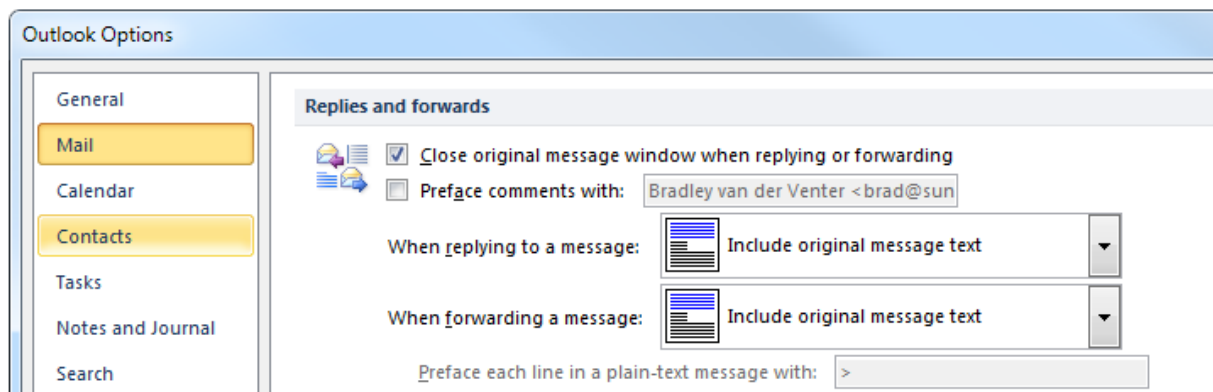 Outlook Options
General
Mail
Calendar
Contacts
Tasks
Notes and Journal
Search
Replies and forwards
Close original message window when replying or forwarding
Preface comments with: Bradley van der Venter <brad@sun
When replying to a message: Include original message text
When forwarding a message: Include original message text
Preface each line in a plain-text message with: >